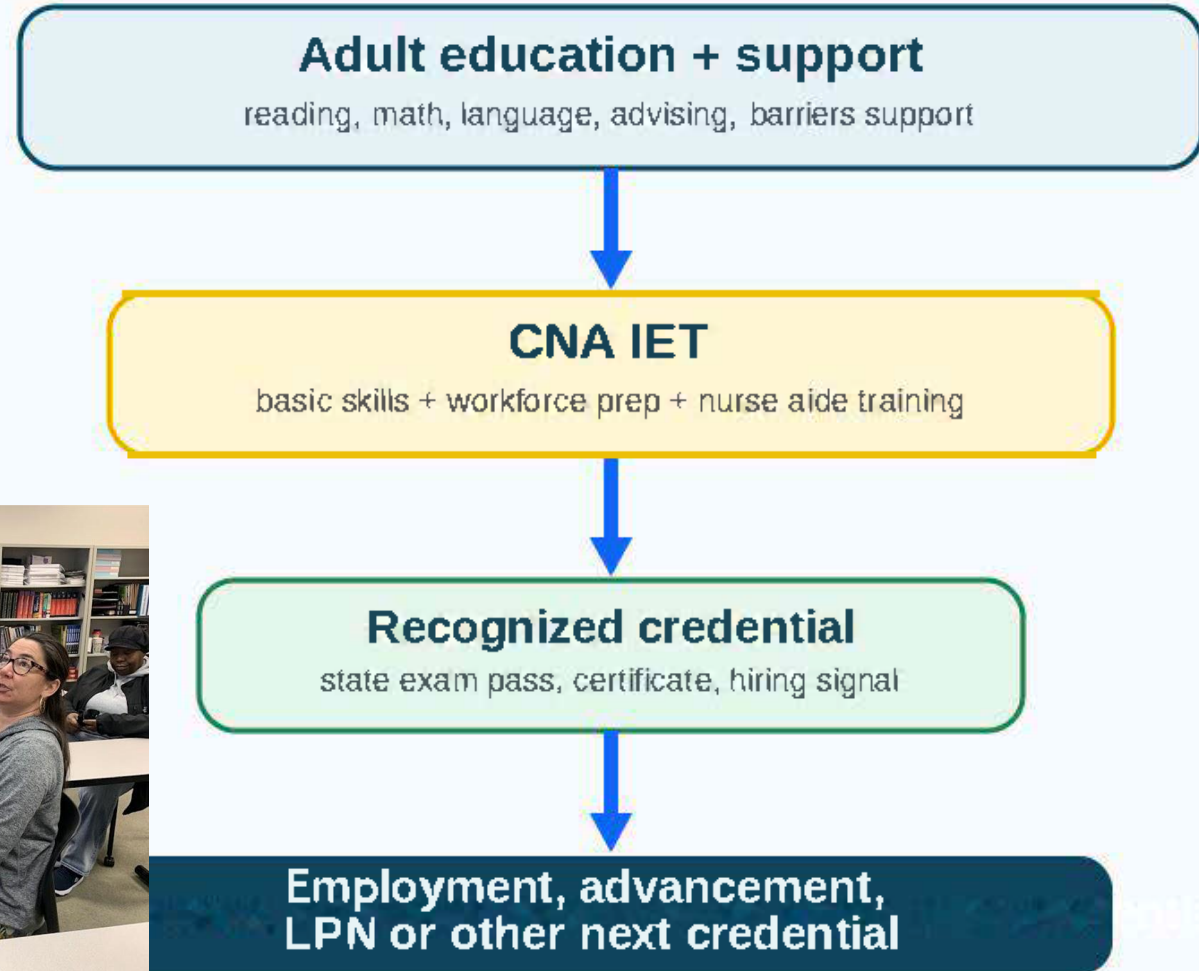 Adult education + support
reading, math, language, advising, barriers support
CNA IET
basic skills + workforce prep + nurse aide training
Recognized credential
state exam pass, certificate, hiring signal
Employment, advancement,
LPN or other next credential